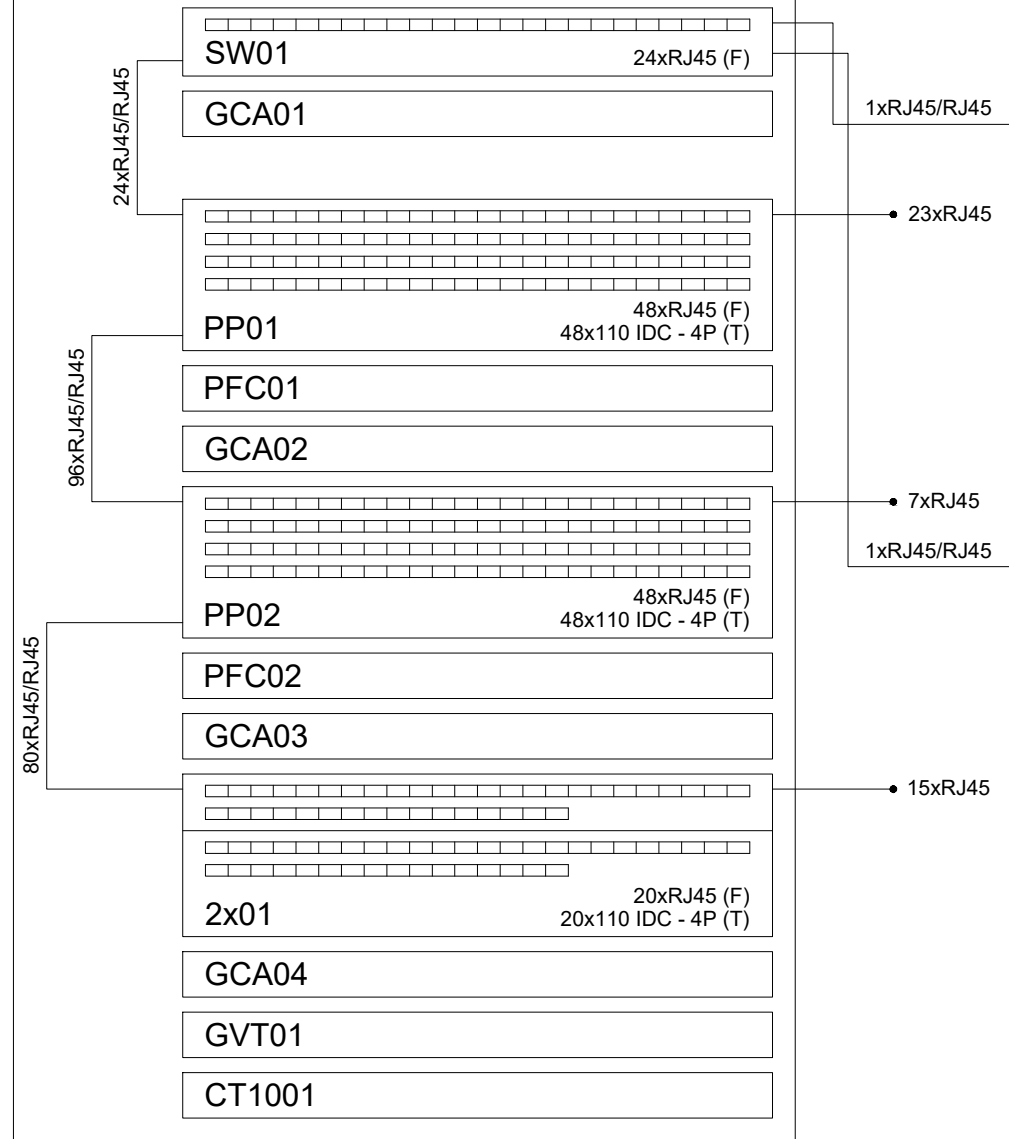 SW01
24xRJ45 (F)
24xRJ45/RJ45
GCA01
1xRJ45/RJ45
23xRJ45
PP01
48xRJ45 (F)
48x110 IDC - 4P (T)
96xRJ45/RJ45
PFC01
GCA02
7xRJ45
1xRJ45/RJ45
PP02
48xRJ45 (F)
48x110 IDC - 4P (T)
80xRJ45/RJ45
PFC02
GCA03
15xRJ45
2x01
20xRJ45 (F)
20x110 IDC - 4P (T)
GCA04
GVT01
CT1001